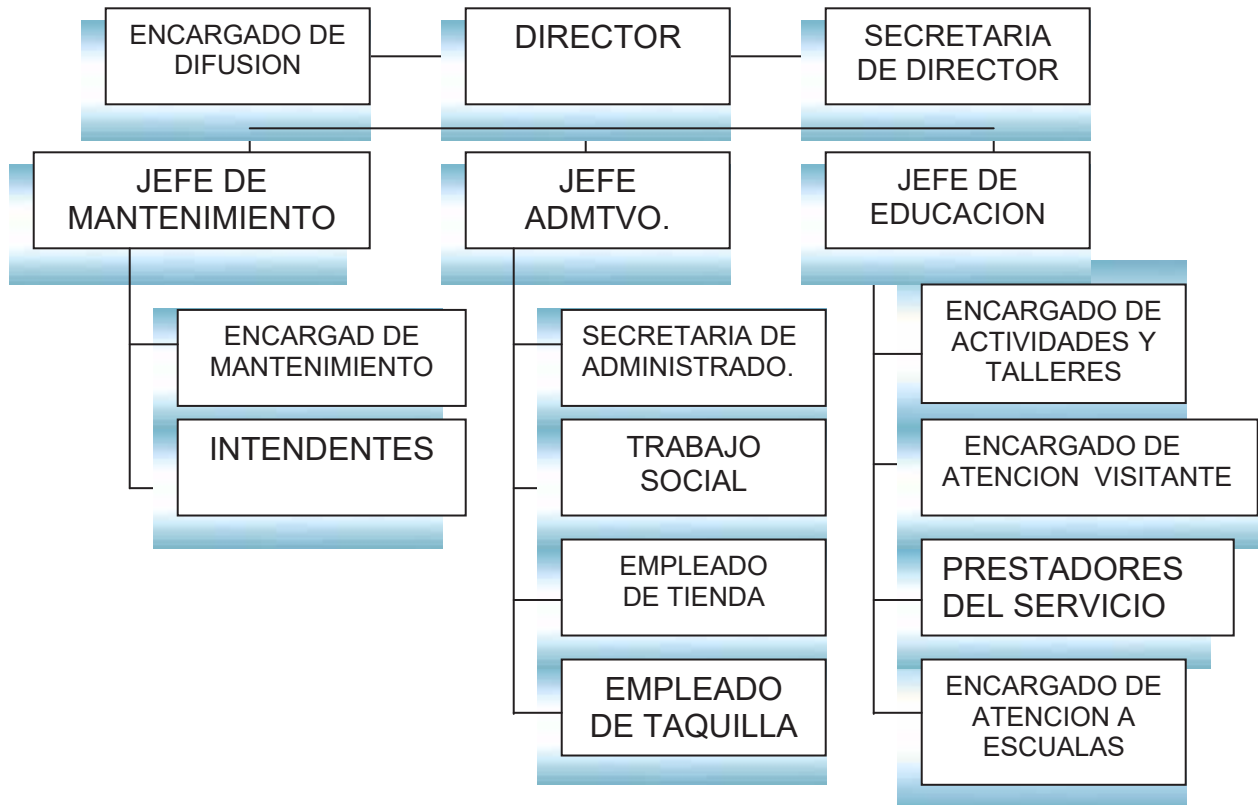 ENCARGADO DE
DIFUSION
DIRECTOR
SECRETARIA
DE DIRECTOR
JEFE DE
MANTENIMIENTO
JEFE
ADMTVO.
JEFE DE
EDUCACION
ENCARGAD DE
MANTENIMIENTO
INTENDENTES
SECRETARIA DE
ADMINISTRADO.
TRABAJO
SOCIAL
EMPLEADO
DE TIENDA
EMPLEADO
DE TAQUILLA
ENCARGADO DE
ACTIVIDADES Y
TALLERES
ENCARGADO DE
ATENCION VISITANTE
PRESTADORES
DEL SERVICIO
ENCARGADO DE
ATENCION A
ESCUALAS